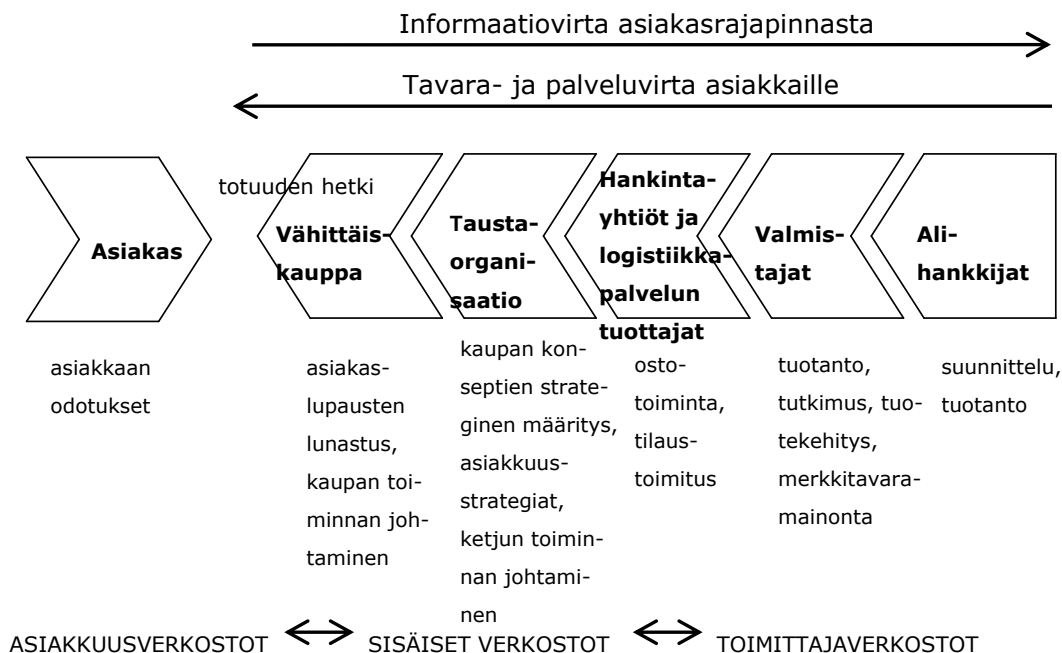 Informaatiovirta asiakasrajapinnasta
Tavara- ja palveluvirta asiakkaille
Asiakas
totuuden hetki
Vähittäis-
kauppa
Tausta-
organi-
saatio
Hankinta-
yhtiöt ja
logistiikka-
palvelun
tuottajat
Valmis-
tajat
Ali-
hankkijat
asiakkaan
odotukset
asiakas-
lupausten
lunastus,
kaupan toi-
minnan joh-
taminen
kaupan kon-
septien strate-
ginen määritys,
asiakkuus-
strategiat,
ketjun toimin-
nan johtami-
nen
osto-
toiminta,
tilaus-
toimitus
tuotanto,
tutkimus, tuo-
tekehitys,
merkkitavara-
mainonta
suunnittelu,
tuotanto
ASIAKKUUSVERKOSTOT
SISÄISET VERKOSTOT
TOIMITTAJAVERKOSTOT